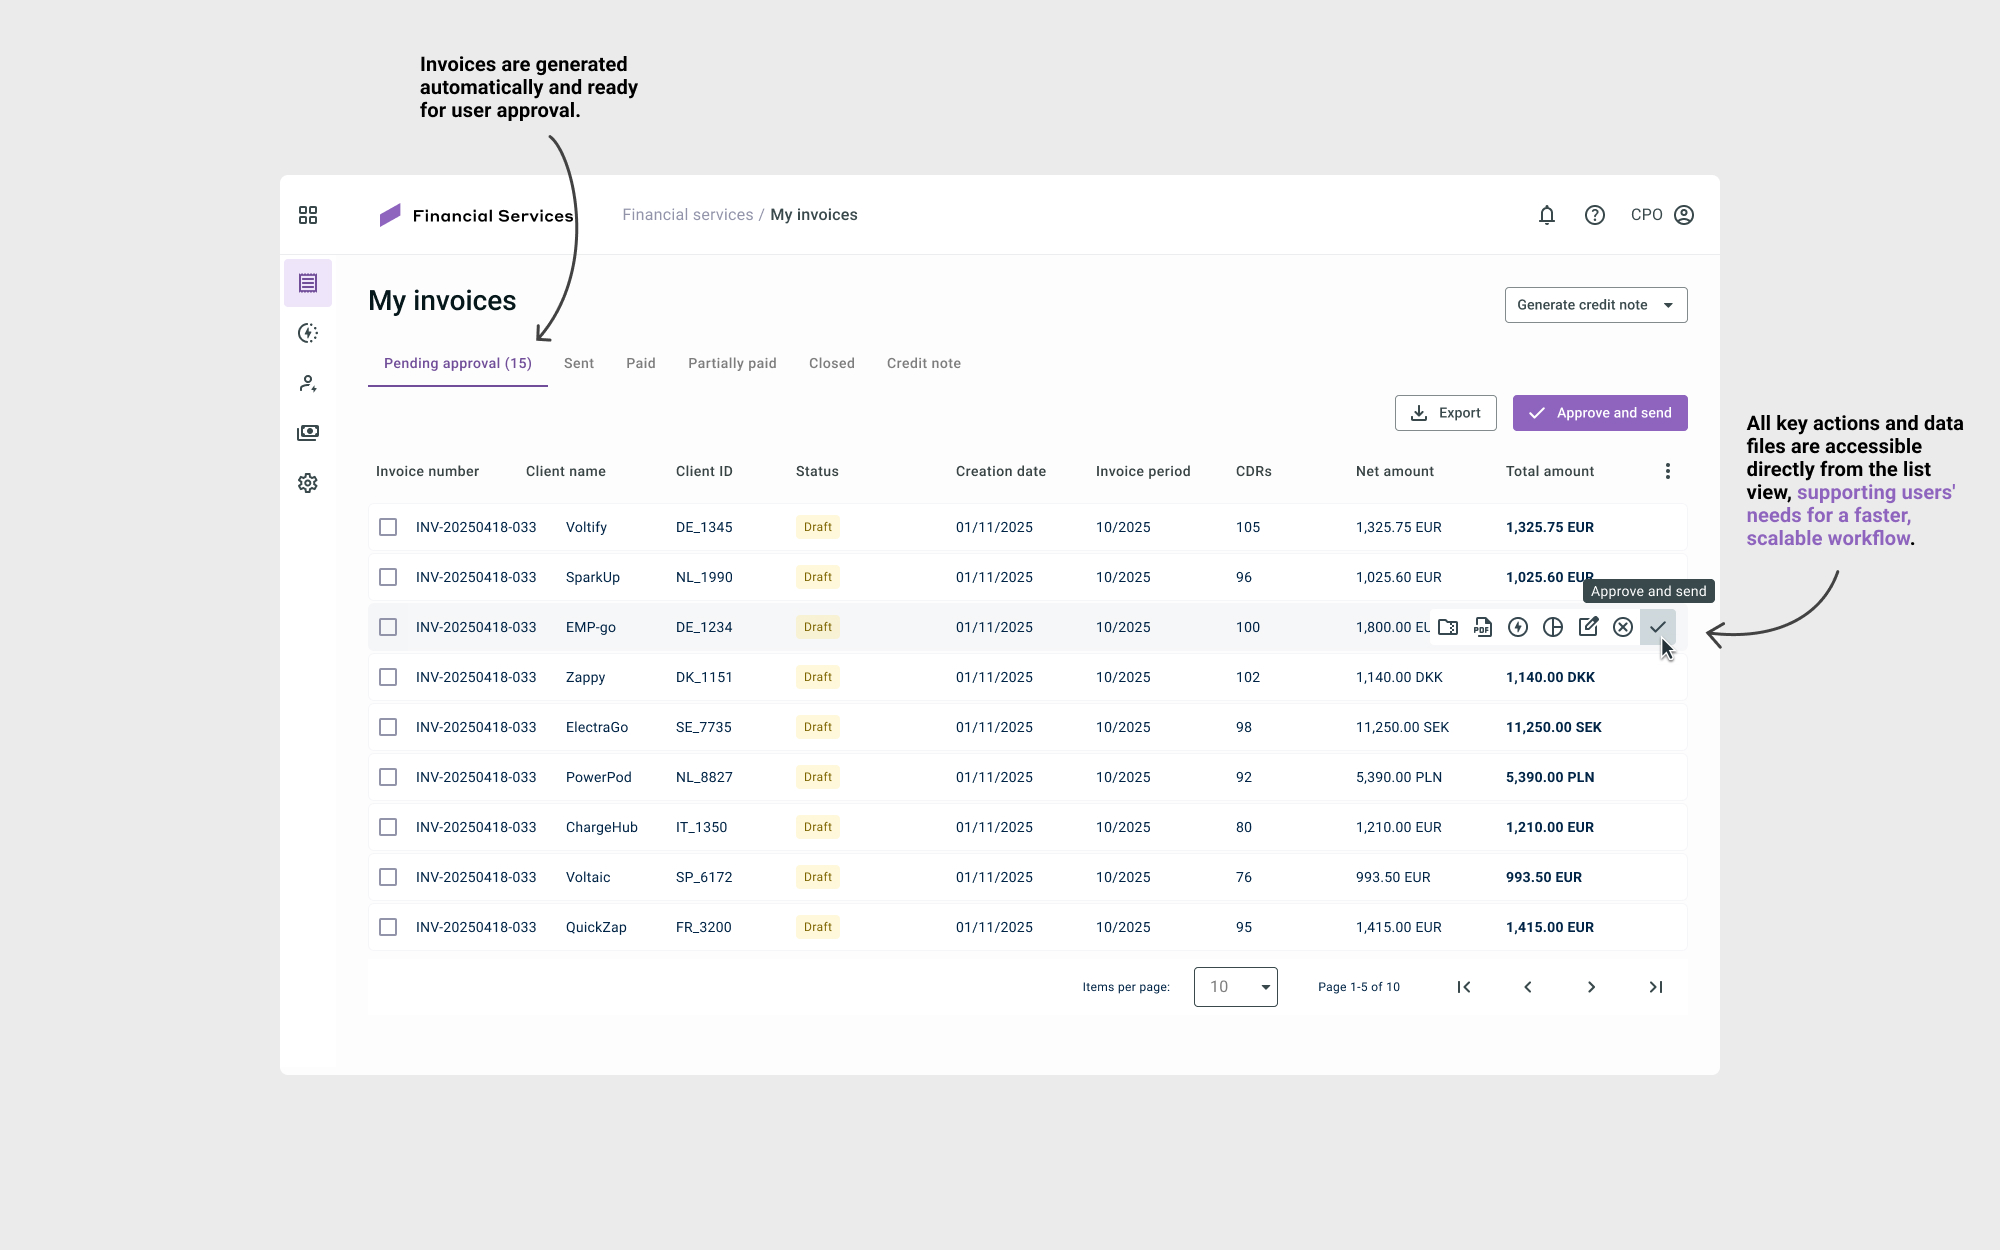 Invoices are generated
automatically and ready
for user approval.
Financial Services
Financial services / My invoices
CPO
My invoices
Generate credit note
Pending approval (15) Sent Paid Partially paid Closed Credit note
Export
Approve and send
Invoice number Client name Client ID Status Creation date Invoice period CDRs Net amount Total amount
INV-20250418-033 Voltify DE_1345 Draft 01/11/2025 10/2025 105 1,325.75 EUR 1,325.75 EUR
INV-20250418-033 SparkUp NL_1990 Draft 01/11/2025 10/2025 96 1,025.60 EUR 1,025.60 EUR
Approve and send
INV-20250418-033 EMP-go DE_1234 Draft 01/11/2025 10/2025 100 1,800.00 EU PDF
INV-20250418-033 Zappy DK_1151 Draft 01/11/2025 10/2025 102 1,140.00 DKK 1,140.00 DKK
INV-20250418-033 ElectraGo SE_7735 Draft 01/11/2025 10/2025 98 11,250.00 SEK 11,250.00 SEK
INV-20250418-033 PowerPod NL_8827 Draft 01/11/2025 10/2025 92 5,390.00 PLN 5,390.00 PLN
INV-20250418-033 ChargeHub IT_1350 Draft 01/11/2025 10/2025 80 1,210.00 EUR 1,210.00 EUR
INV-20250418-033 Voltaic SP_6172 Draft 01/11/2025 10/2025 76 993.50 EUR 993.50 EUR
INV-20250418-033 QuickZap FR_3200 Draft 01/11/2025 10/2025 95 1,415.00 EUR 1,415.00 EUR
Items per page: 10 Page 1-5 of 10
All key actions and data
files are accessible
directly from the list
view, supporting users'
needs for a faster,
scalable workflow.